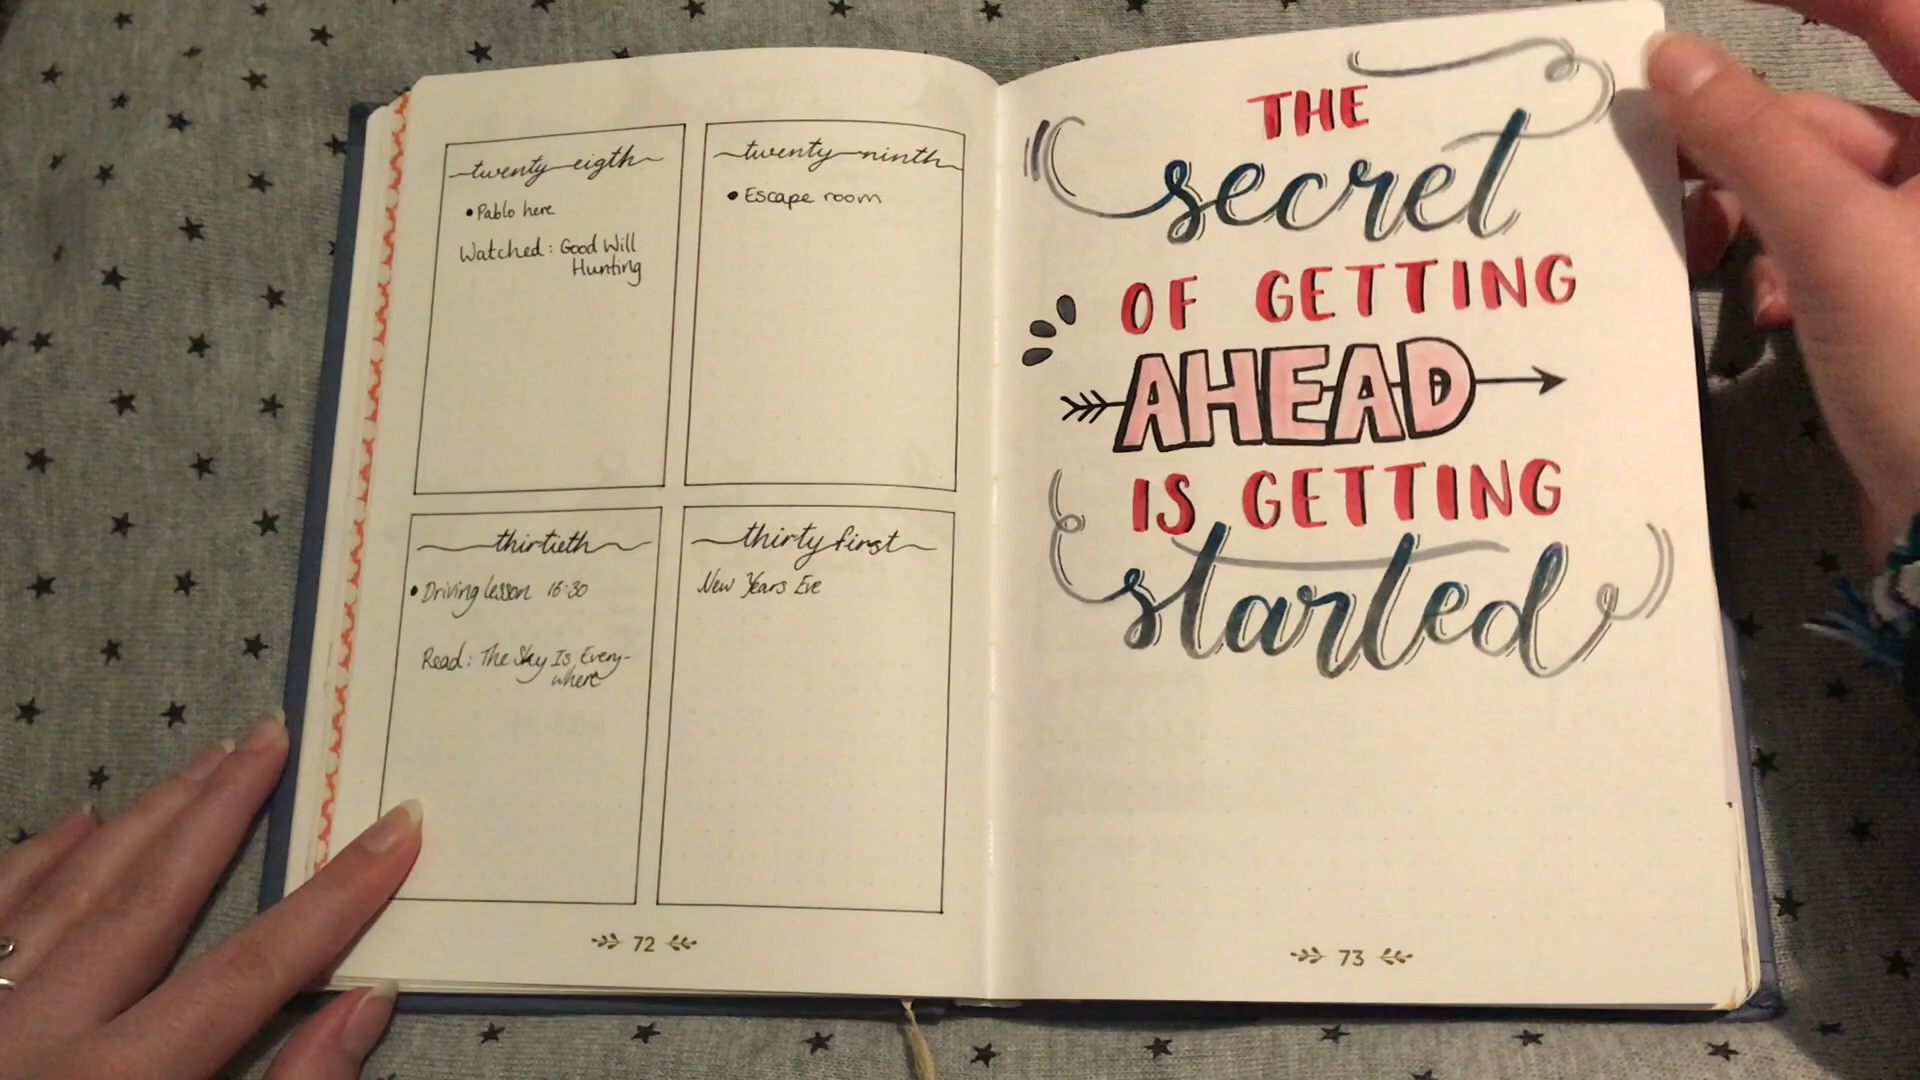 twenty eigth
• Pablo here
Watched: Good Will
Hunting
twenty ninth
• Escape room
thirtieth
• Driving lesson 16:30
Read: The Sky Is Every-
where
thirty first
New Years Eve
72
THE
secret
OF GETTING
AHEAD
IS GETTING
started
73